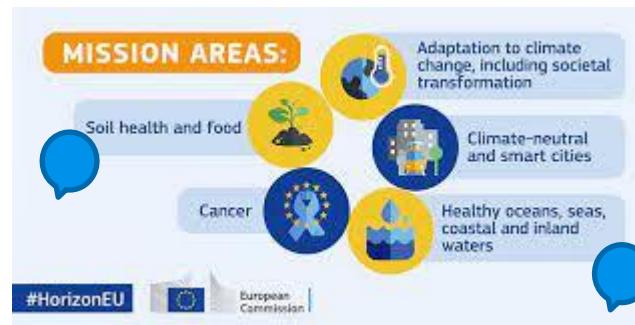 MISSION AREAS:
Adaptation to climate
change, including societal
transformation
Soil health and food
Climate-neutral
and smart cities
Cancer
Healthy oceans, seas,
coastal and inland
waters
#HorizonEU
European
Commission